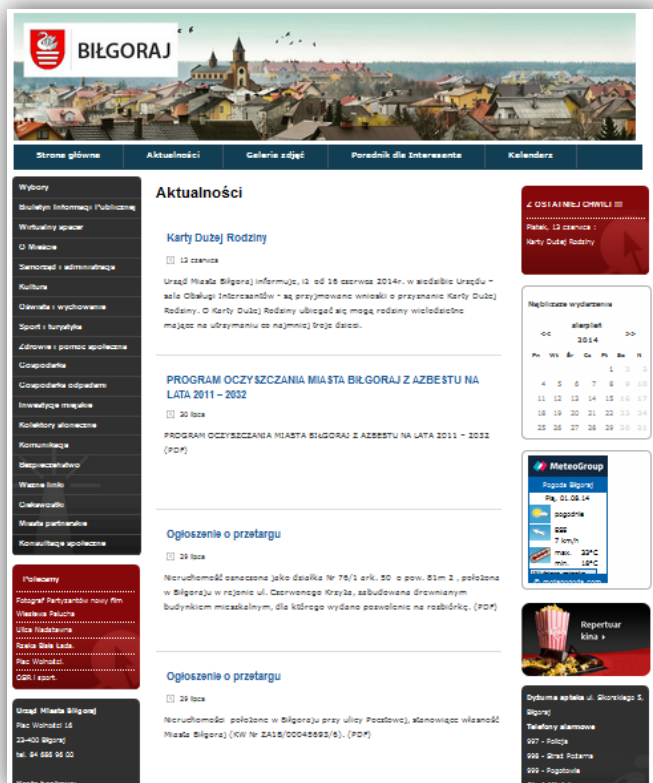 BIŁGORAJ
Strona główna
Aktualności
Galeria zdjęć
Poradnik dla Interesanta
Kalendarz
Wybory
Biuletyn Informacji Publicznej
Wirtualny spacer
O Mieście
Samorząd i administracja
Kultura
Oświata i wychowanie
Sport i turystyka
Zdrowie i pomoc społeczna
Gospodarka
Gospodarka odpadami
Inwestycje miejskie
Kolektory słoneczne
Komunikacja
Bezpieczeństwo
Ważne linki
Ciekawostki
Miasta partnerskie
Konsultacje społeczne
Polecamy
Fotograf Partyzantów nowy film
Wiesława Palucha
Ulica Nadstawna
Rzeka Biała Łada.
Plac Wolności.
OSR i sport.
Urząd Miasta Biłgoraj
Plac Wolności 16
23-400 Biłgoraj
tel. 84 686 96 00
Aktualności
Karty Dużej Rodziny
13 czerwca
Urząd Miasta Biłgoraj informuje, iż od 16 czerwca 2014r. w siedzibie Urzędu –
sala Obsługi Interesantów - są przyjmowane wnioski o przyznanie Karty Dużej
Rodziny. O Karty Dużej Rodziny ubiegać się mogą rodziny wielodzietne
mające na utrzymaniu co najmniej troje dzieci.
PROGRAM OCZYSZCZANIA MIASTA BIŁGORAJ Z AZBESTU NA
LATA 2011 – 2032
30 lipca
PROGRAM OCZYSZCZANIA MIASTA BIŁGORAJ Z AZBESTU NA LATA 2011 – 2032
(PDF)
Ogłoszenie o przetargu
29 lipca
Nieruchomość oznaczona jako działka Nr 76/1 ark. 50 o pow. 81m 2 , położona
w Biłgoraju w rejonie ul. Czerwonego Krzyża, zabudowana drewnianym
budynkiem mieszkalnym, dla którego wydano pozwolenie na rozbiórkę. (PDF)
Ogłoszenie o przetargu
29 lipca
Nieruchomości położone w Biłgoraju przy ulicy Pocztowej, stanowiące własność
Miasta Biłgoraj (KW Nr ZA1B/00045693/6). (PDF)
Z OSTATNIEJ CHWILI !!!
Piatek, 13 czerwca :
Karty Dużej Rodziny
Najbliższe wydarzenia
<< sierpień >>
2014
Pn Wt Śr Cz Pt So N
1 2 3
4 5 6 7 8 9 10
11 12 13 14 15 16 17
18 19 20 21 22 23 24
25 26 27 28 29 30 31
MeteoGroup
Pogoda Biłgoraj
Pią, 01.08.14
pogodnie
SSE
7 km/h
max. 33°C
min. 18°C
© meteogroup.com
Repertuar
kina ›
Dyżurna apteka ul. Sikorskiego 5,
Biłgoraj
Telefony alarmowe
997 - Policja
998 - Straż Pożarna
999 - Pogotowie